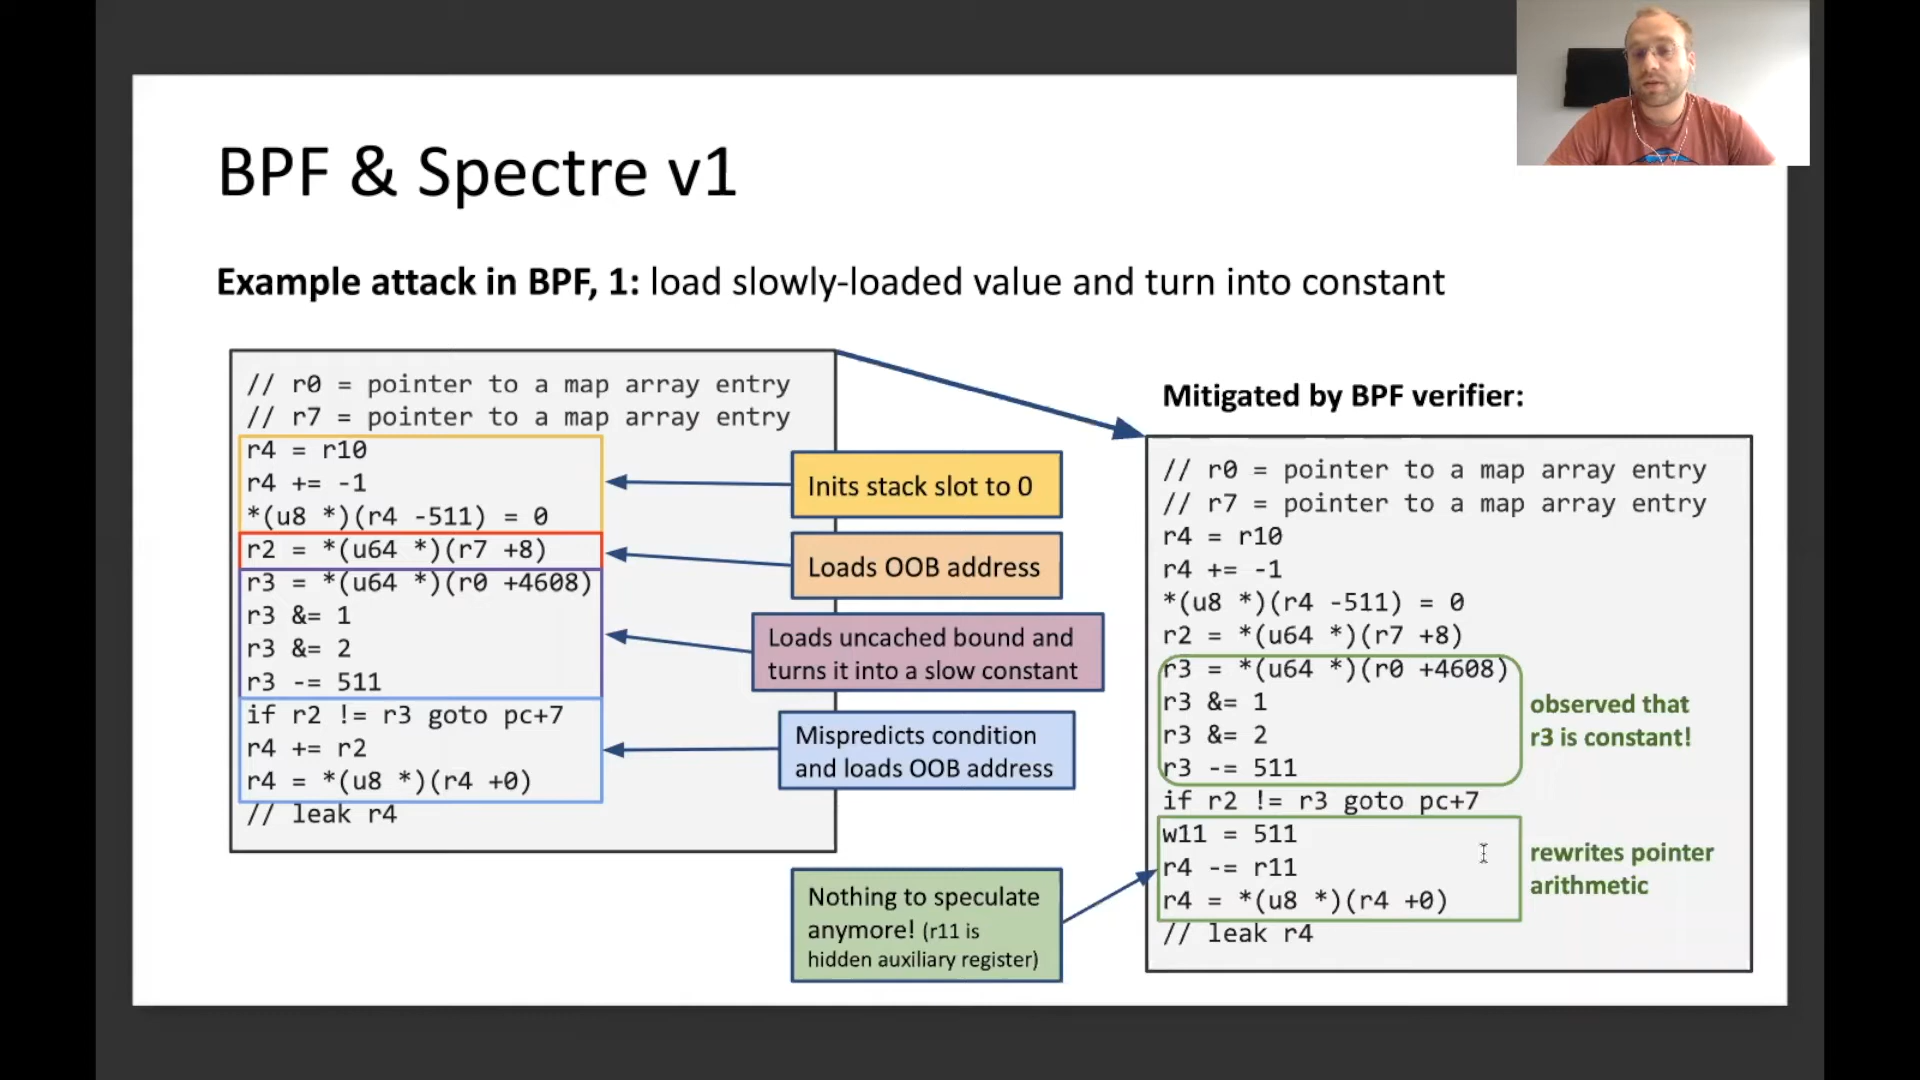 BPF & Spectre v1
Example attack in BPF, 1: load slowly-loaded value and turn into constant
// r0 = pointer to a map array entry
// r7 = pointer to a map array entry
r4 = r10
r4 += -1
*(u8 *)(r4 -511) = 0
r2 = *(u64 *)(r7 +8)
r3 = *(u64 *)(r0 +4608)
r3 &= 1
r3 &= 2
r3 -= 511
if r2 != r3 goto pc+7
r4 += r2
r4 = *(u8 *)(r4 +0)
// leak r4
Inits stack slot to 0
Loads OOB address
Loads uncached bound and
turns it into a slow constant
Mispredicts condition
and loads OOB address
Nothing to speculate
anymore! (r11 is
hidden auxiliary register)
Mitigated by BPF verifier:
// r0 = pointer to a map array entry
// r7 = pointer to a map array entry
r4 = r10
r4 += -1
*(u8 *)(r4 -511) = 0
r2 = *(u64 *)(r7 +8)
r3 = *(u64 *)(r0 +4608)
r3 &= 1
r3 &= 2
r3 -= 511
if r2 != r3 goto pc+7
w11 = 511
r4 -= r11
r4 = *(u8 *)(r4 +0)
// leak r4
observed that
r3 is constant!
rewrites pointer
arithmetic